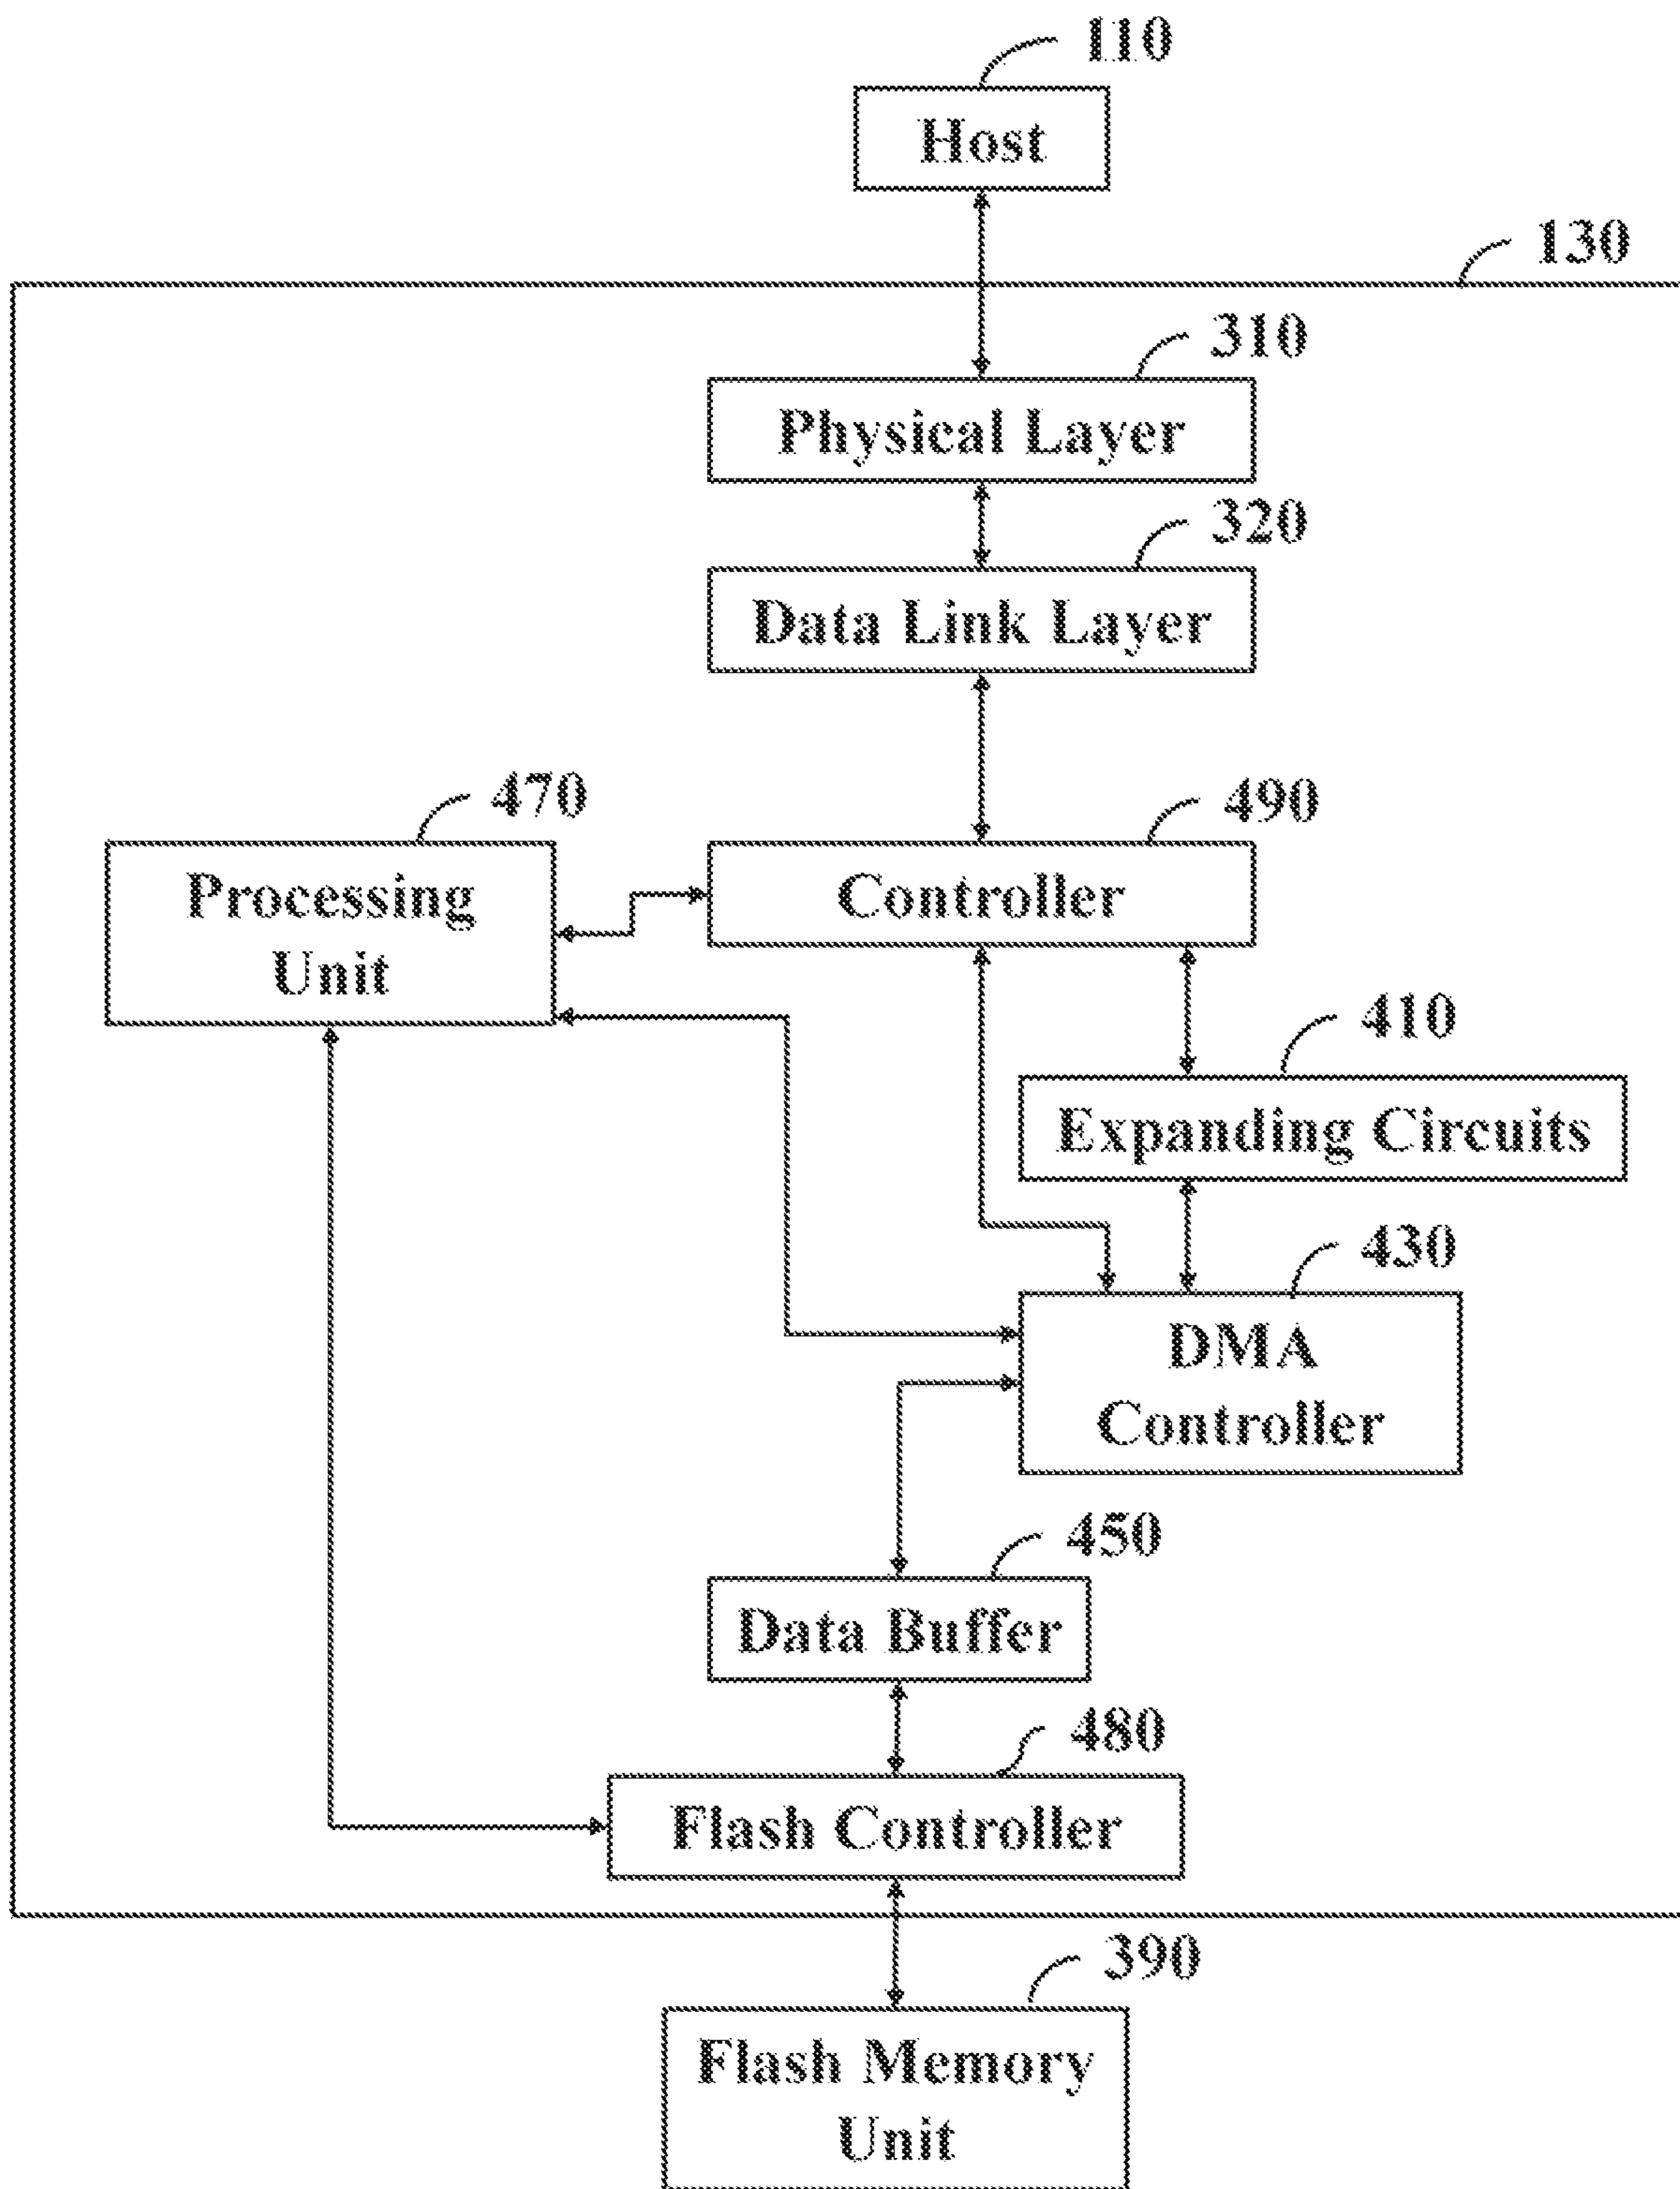 110
Host
130
310
Physical Layer
320
Data Link Layer
470
490
Processing
Unit
Controller
410
Expanding Circuits
430
DMA
Controller
450
Data Buffer
480
Flash Controller
390
Flash Memory
Unit